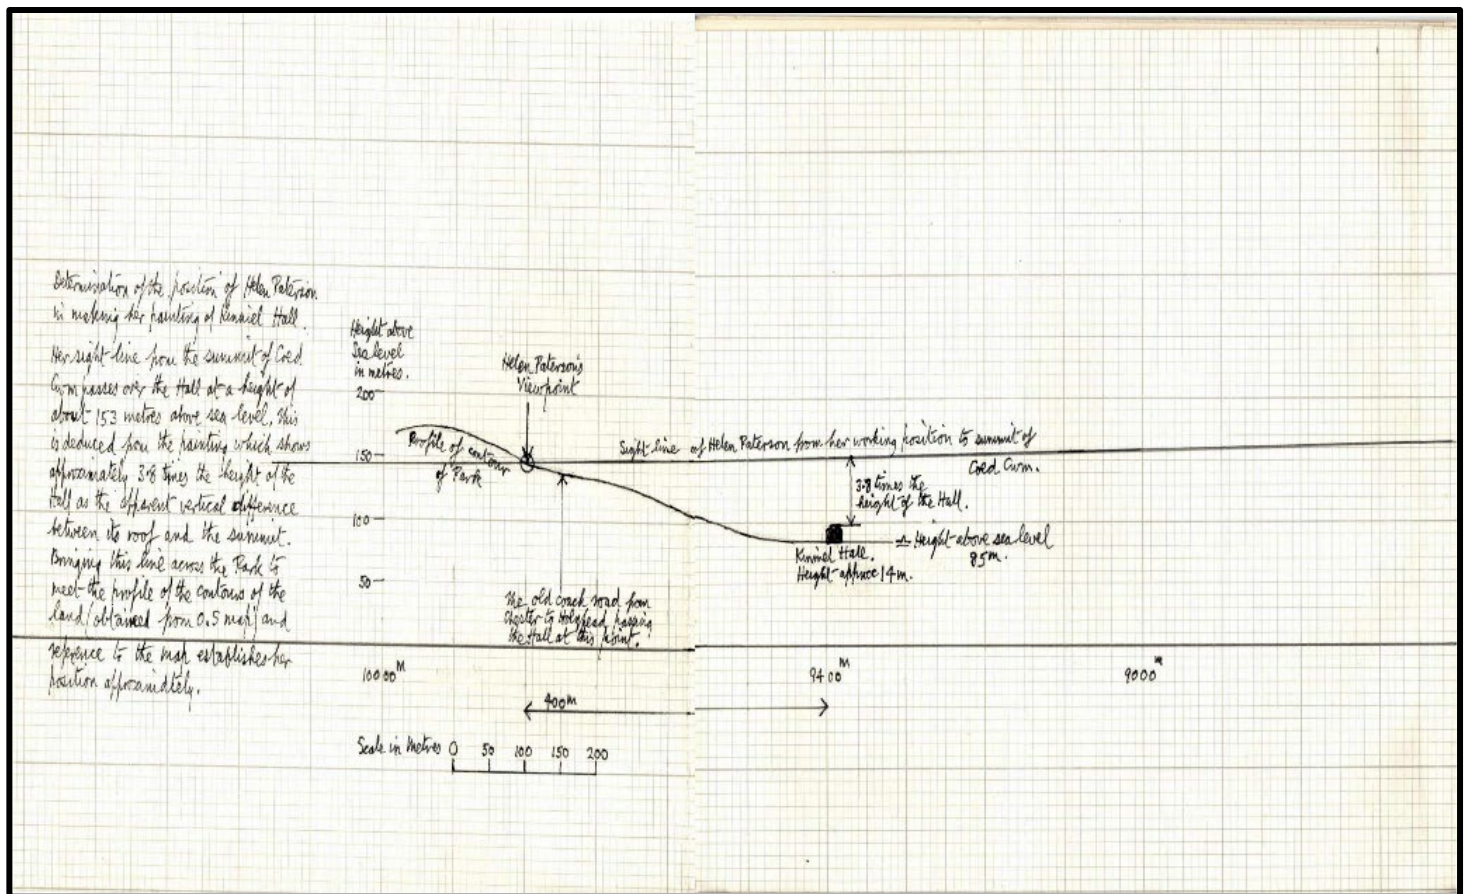 Determination of the position of Helen Paterson
in making her painting of Kinmel Hall.
Her sight-line from the summit of Coed
Cwm passes over the Hall at a height of
about 153 metres above sea level. This
is deduced from the painting which shows
approximately 3.8 times the height of the
Hall as the apparent vertical difference
between its roof and the summit.
Bringing this line across the Park to
meet the profile of the contours of the
land (obtained from 0.5 map) and
reference to the map establishes her
position approximately.
Height above
Sea level
in metres.
200
150
100
50
Helen Paterson's
Viewpoint
Profile of contour
of Park
Sight line of Helen Paterson from her working position to summit of
Coed Cwm.
3.8 times the
height of the Hall.
Height above sea level
85m.
Kinmel Hall.
Height approx 14m.
The old coach road from
Chester to Holyhead passing
the Hall at this point.
10000 M
9400 M
9000 M
400m
Scale in Metres 0 50 100 150 200